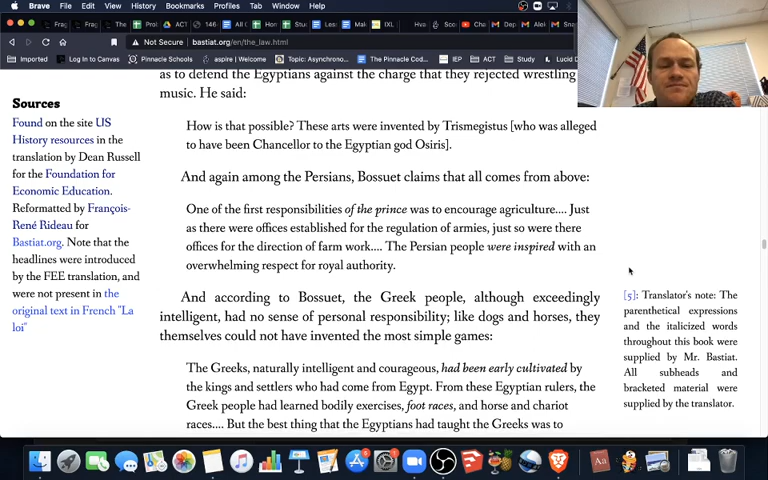 Brave File Edit View History Bookmarks Profiles Tab Window Help
Not Secure bastiat.org/en/the_law.html
Imported Log In to Canvas Pinnacle Schools aspire | Welcome Topic: Asynchrono... The Pinnacle Codin... IEP ACT Study Lucid
as to defend the Egyptians against the charge that they rejected wrestling
music. He said:
How is that possible? These arts were invented by Trismegistus [who was alleged
to have been Chancellor to the Egyptian god Osiris].
And again among the Persians, Bossuet claims that all comes from above:
One of the first responsibilities of the prince was to encourage agriculture.... Just
as there were offices established for the regulation of armies, just so were there
offices for the direction of farm work.... The Persian people were inspired with an
overwhelming respect for royal authority.
And according to Bossuet, the Greek people, although exceedingly
intelligent, had no sense of personal responsibility; like dogs and horses, they
themselves could not have invented the most simple games:
The Greeks, naturally intelligent and courageous, had been early cultivated by
the kings and settlers who had come from Egypt. From these Egyptian rulers, the
Greek people had learned bodily exercises, foot races, and horse and chariot
races.... But the best thing that the Egyptians had taught the Greeks was to
Sources
Found on the site US
History resources in the
translation by Dean Russell
for the Foundation for
Economic Education.
Reformatted by François-
René Rideau for
Bastiat.org. Note that the
headlines were introduced
by the FEE translation, and
were not present in the
original text in French "La
loi"
[5]: Translator's note: The
parenthetical expressions
and the italicized words
throughout this book were
supplied by Mr. Bastiat.
All subheads and
bracketed material were
supplied by the translator.